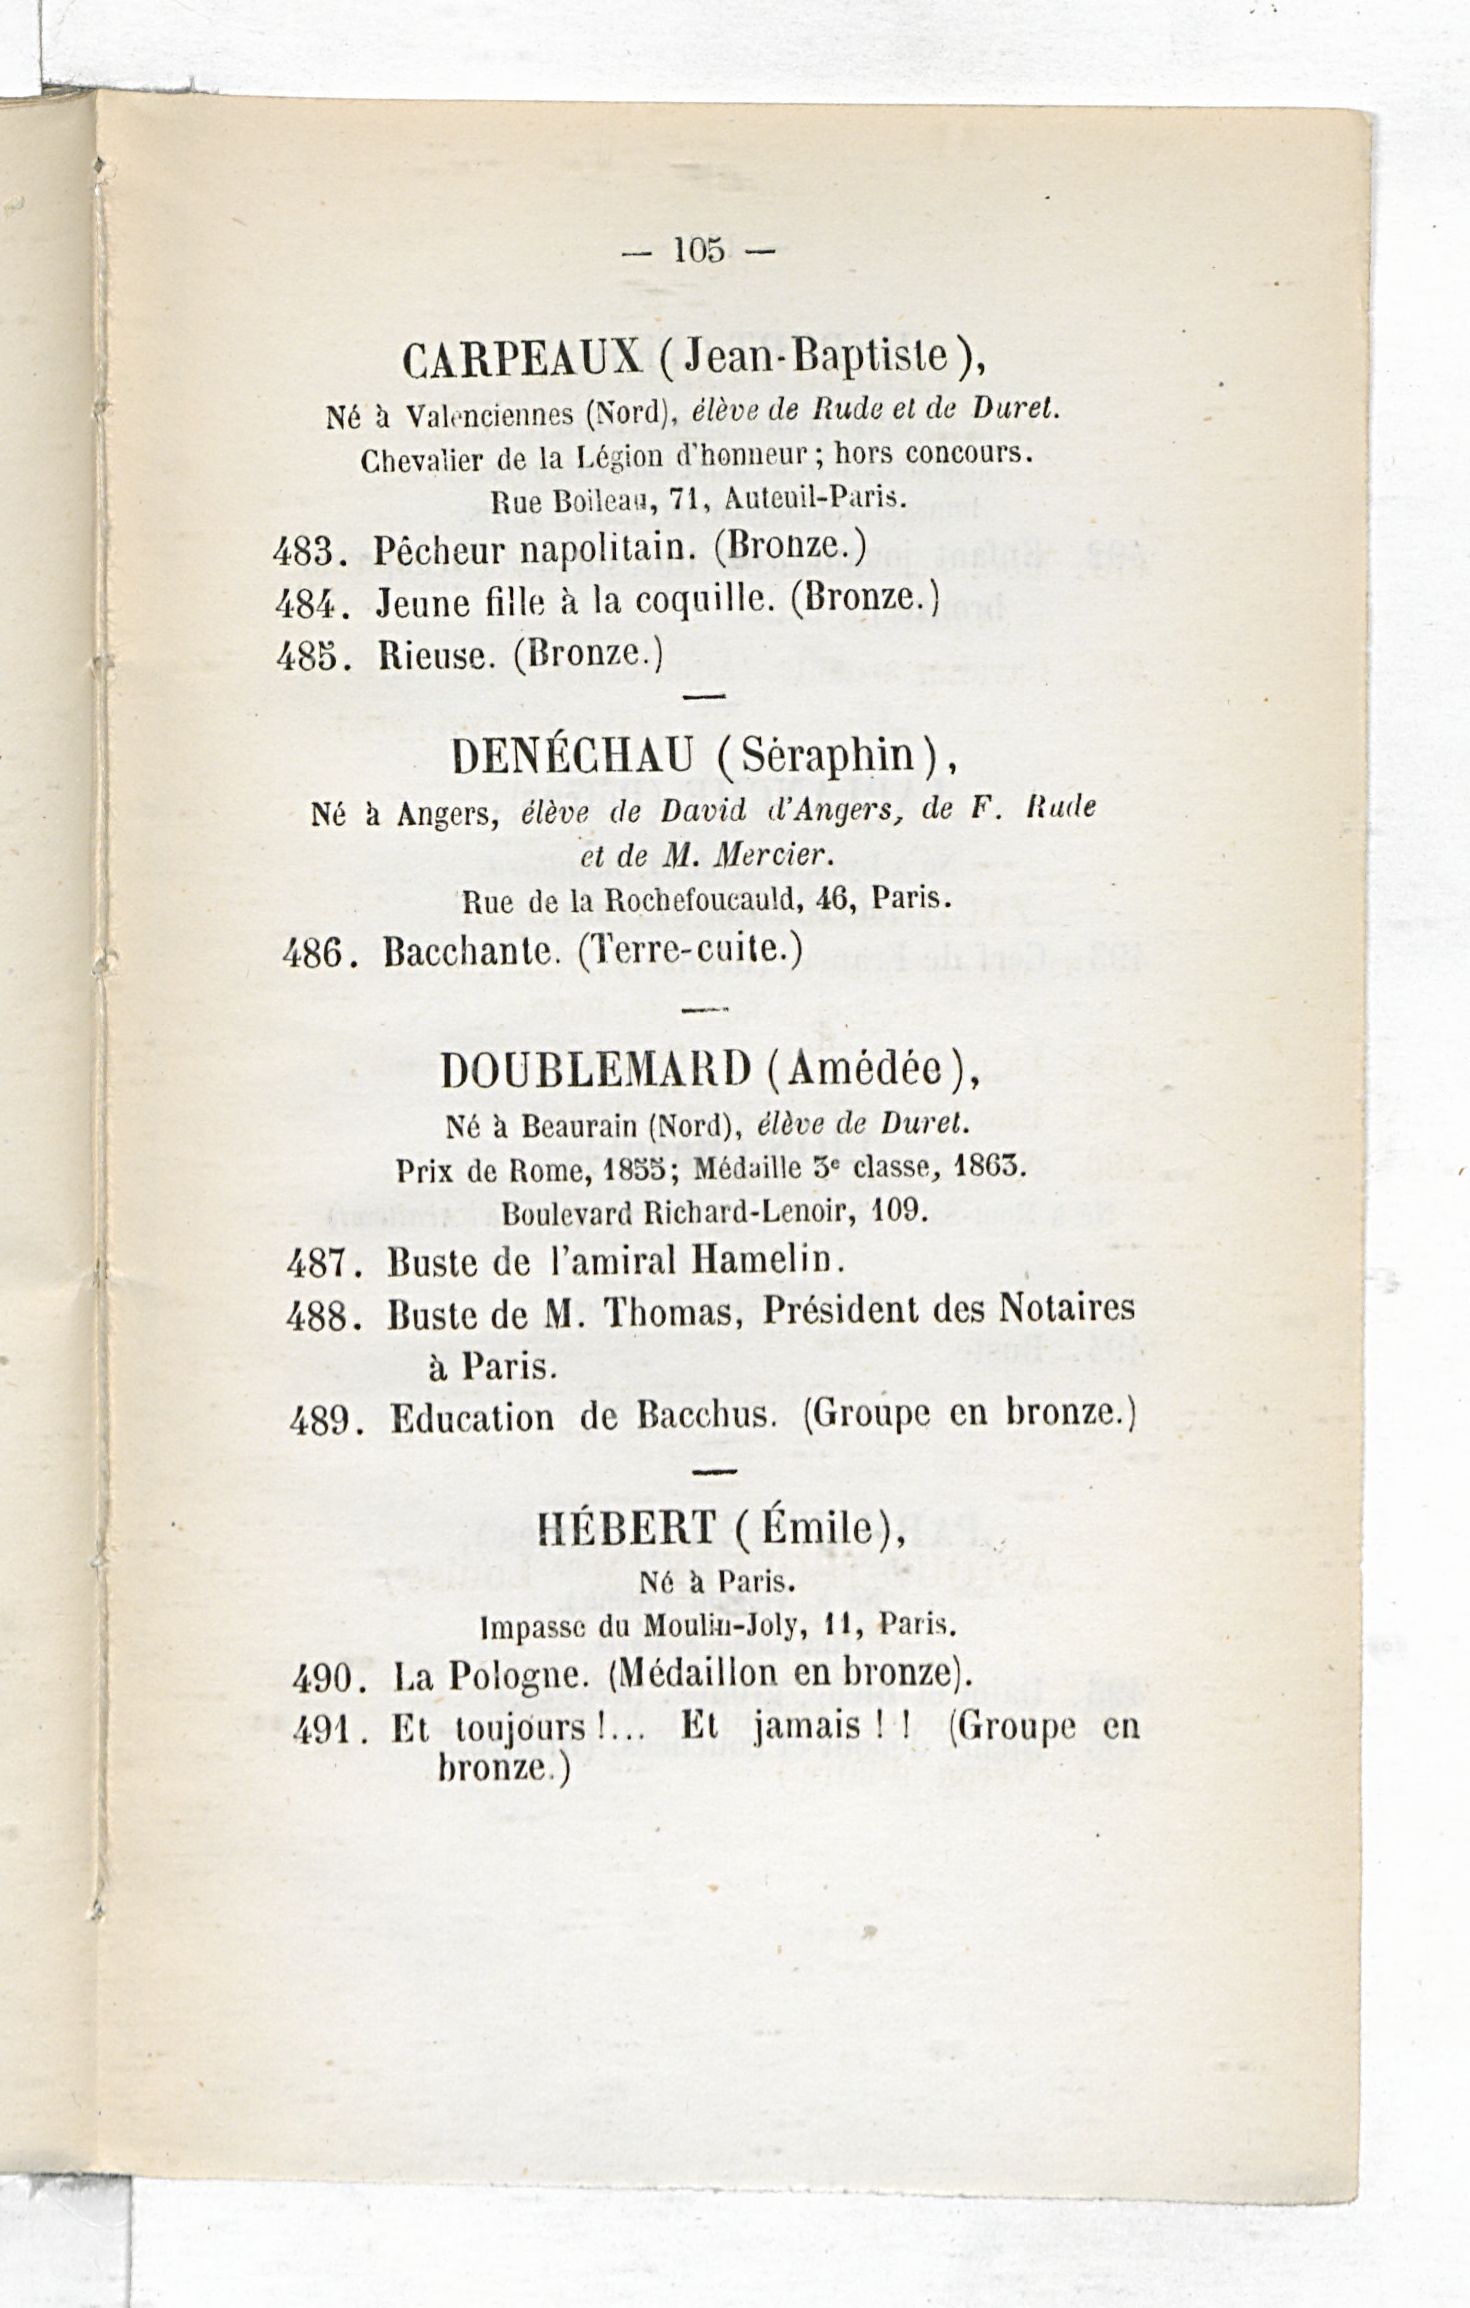 — 105 —
CARPEAUX (Jean-Baptiste),
Né à Valenciennes (Nord), élève de Rude et de Duret.
Chevalier de la Légion d'honneur; hors concours.
Rue Boileau, 71, Auteuil-Paris.
483. Pêcheur napolitain. (Bronze.)
484. Jeune fille à la coquille. (Bronze.)
485. Rieuse. (Bronze.)
DENÉCHAU (Séraphin),
Né à Angers, élève de David d'Angers, de F. Rude
et de M. Mercier.
Rue de la Rochefoucauld, 46, Paris.
486. Bacchante. (Terre-cuite.)
DOUBLEMARD (Amédée),
Né à Beaurain (Nord), élève de Duret.
Prix de Rome, 1855; Médaille 3e classe, 1863.
Boulevard Richard-Lenoir, 109.
487. Buste de l'amiral Hamelin.
488. Buste de M. Thomas, Président des Notaires
à Paris.
489. Education de Bacchus. (Groupe en bronze.)
HÉBERT (Émile),
Né à Paris.
Impasse du Moulin-Joly, 11, Paris.
490. La Pologne. (Médaillon en bronze).
491. Et toujours!... Et jamais!! (Groupe en
bronze.)